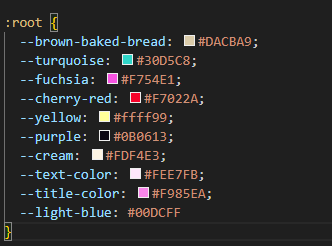 :root {
--brown-baked-bread: #DACBA9;
--turquoise: #30D5C8;
--fuchsia: #F754E1;
--cherry-red: #F7022A;
--yellow: #ffff99;
--purple: #0B0613;
--cream: #FDF4E3;
--text-color: #FEE7FB;
--title-color: #F985EA;
--light-blue: #00DCFF
}